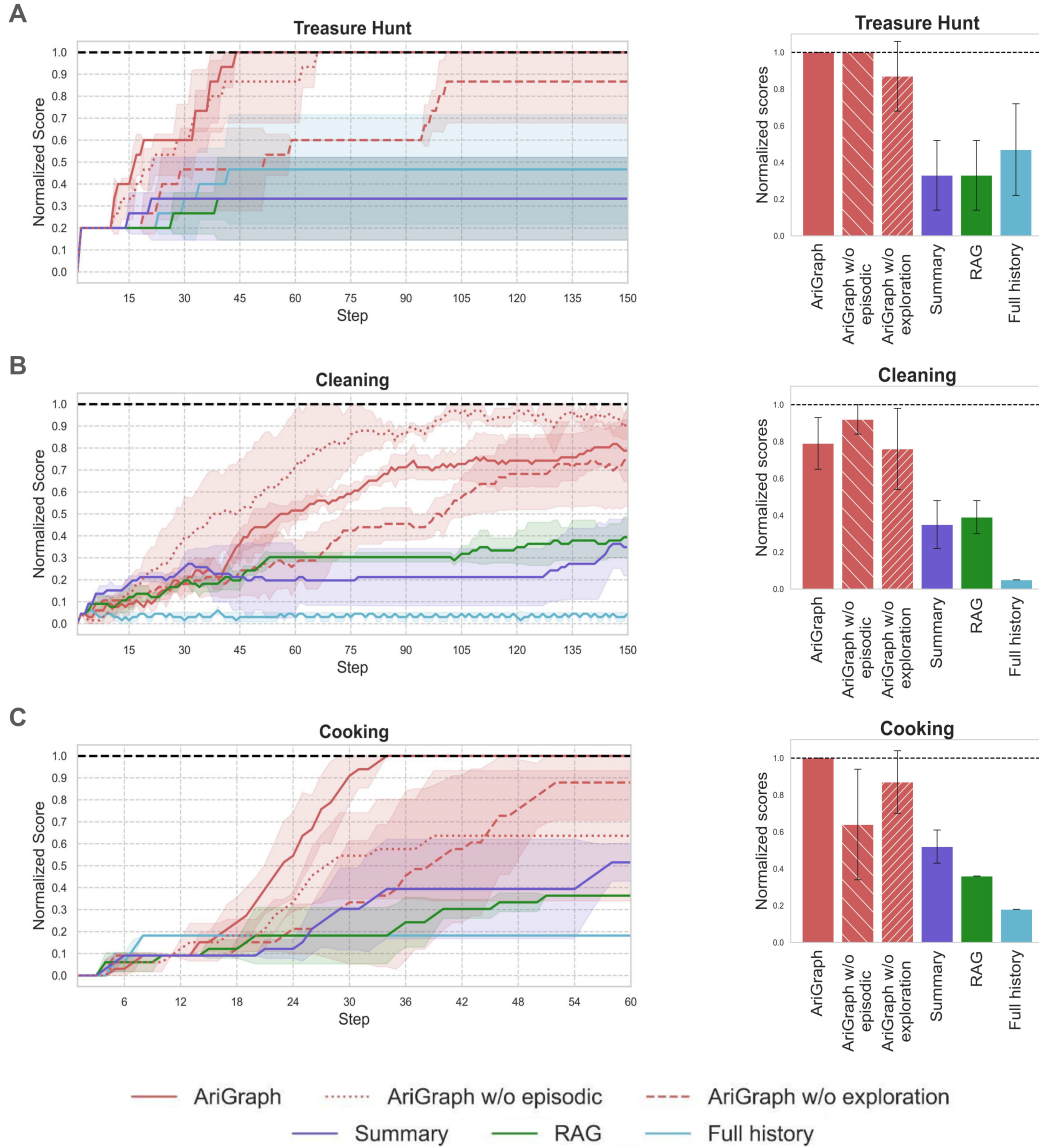 A
Treasure Hunt
Normalized Score
1.0
0.9
0.8
0.7
0.6
0.5
0.4
0.3
0.2
0.1
0.0
15 30 45 60 75 90 105 120 135 150
Step
Treasure Hunt
Normalized scores
1.0
0.8
0.6
0.4
0.2
0.0
AriGraph
AriGraph w/o episodic
AriGraph w/o exploration
Summary
RAG
Full history
B
Cleaning
Normalized Score
1.0
0.9
0.8
0.7
0.6
0.5
0.4
0.3
0.2
0.1
0.0
15 30 45 60 75 90 105 120 135 150
Step
Cleaning
Normalized scores
1.0
0.8
0.6
0.4
0.2
0.0
AriGraph
AriGraph w/o episodic
AriGraph w/o exploration
Summary
RAG
Full history
C
Cooking
Normalized Score
1.0
0.9
0.8
0.7
0.6
0.5
0.4
0.3
0.2
0.1
0.0
6 12 18 24 30 36 42 48 54 60
Step
Cooking
Normalized scores
1.0
0.8
0.6
0.4
0.2
0.0
AriGraph
AriGraph w/o episodic
AriGraph w/o exploration
Summary
RAG
Full history
AriGraph AriGraph w/o episodic AriGraph w/o exploration
Summary RAG Full history